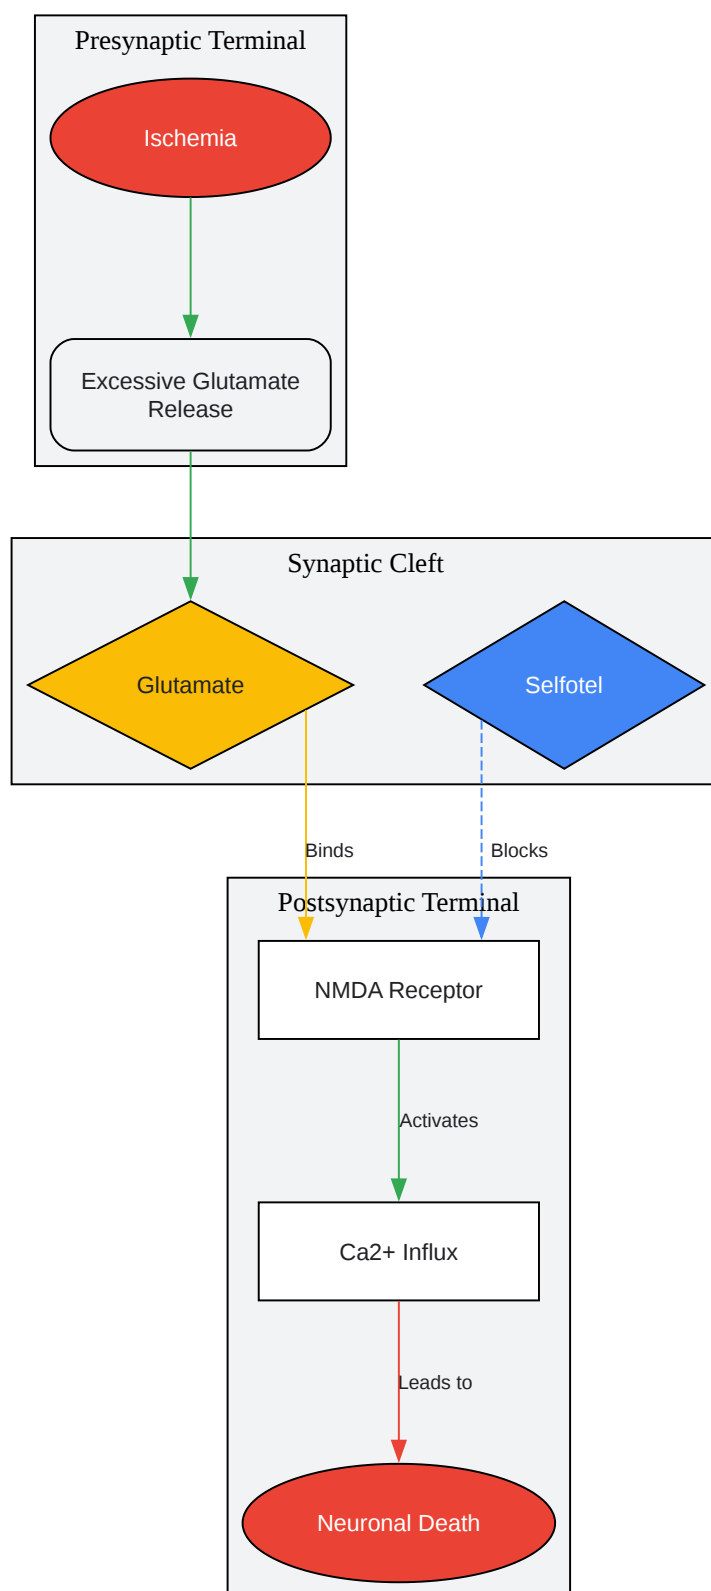 Presynaptic Terminal
Ischemia
Excessive Glutamate
Release
Synaptic Cleft
Glutamate
Selfotel
Binds
Blocks
Postsynaptic Terminal
NMDA Receptor
Activates
Ca2+ Influx
Leads to
Neuronal Death